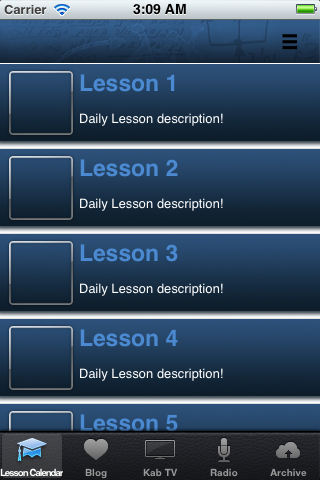 Carrier 3:09 AM
Lesson 1
Daily Lesson description!
Lesson 2
Daily Lesson description!
Lesson 3
Daily Lesson description!
Lesson 4
Daily Lesson description!
Lesson 5
Lesson Calendar Blog Kab TV Radio Archive